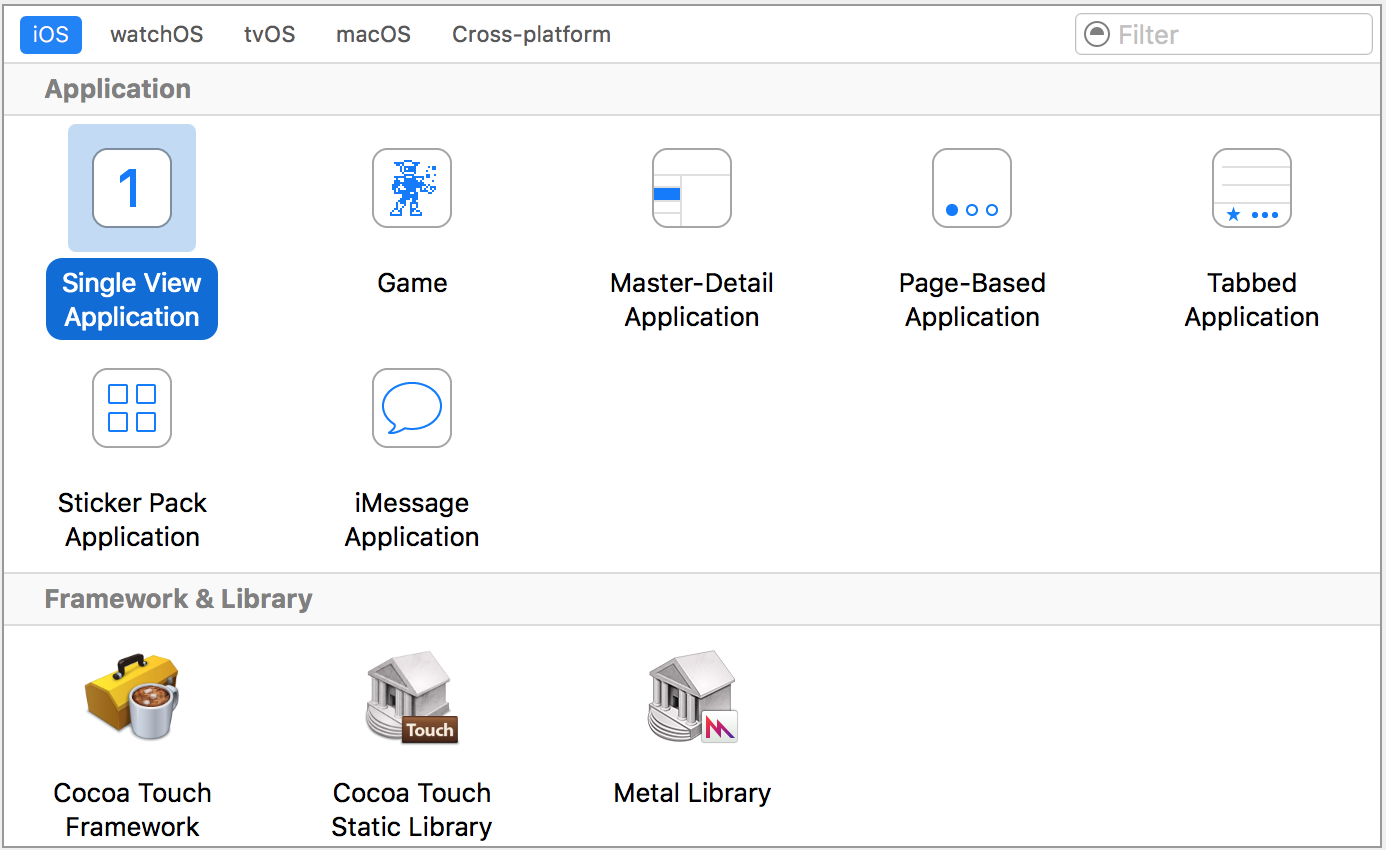 iOS watchOS tvOS macOS Cross-platform Filter
Application
1
Single View
Application
Game
Master-Detail
Application
Page-Based
Application
Tabbed
Application
Sticker Pack
Application
iMessage
Application
Framework & Library
Touch
Cocoa Touch
Framework
Cocoa Touch
Static Library
Metal Library